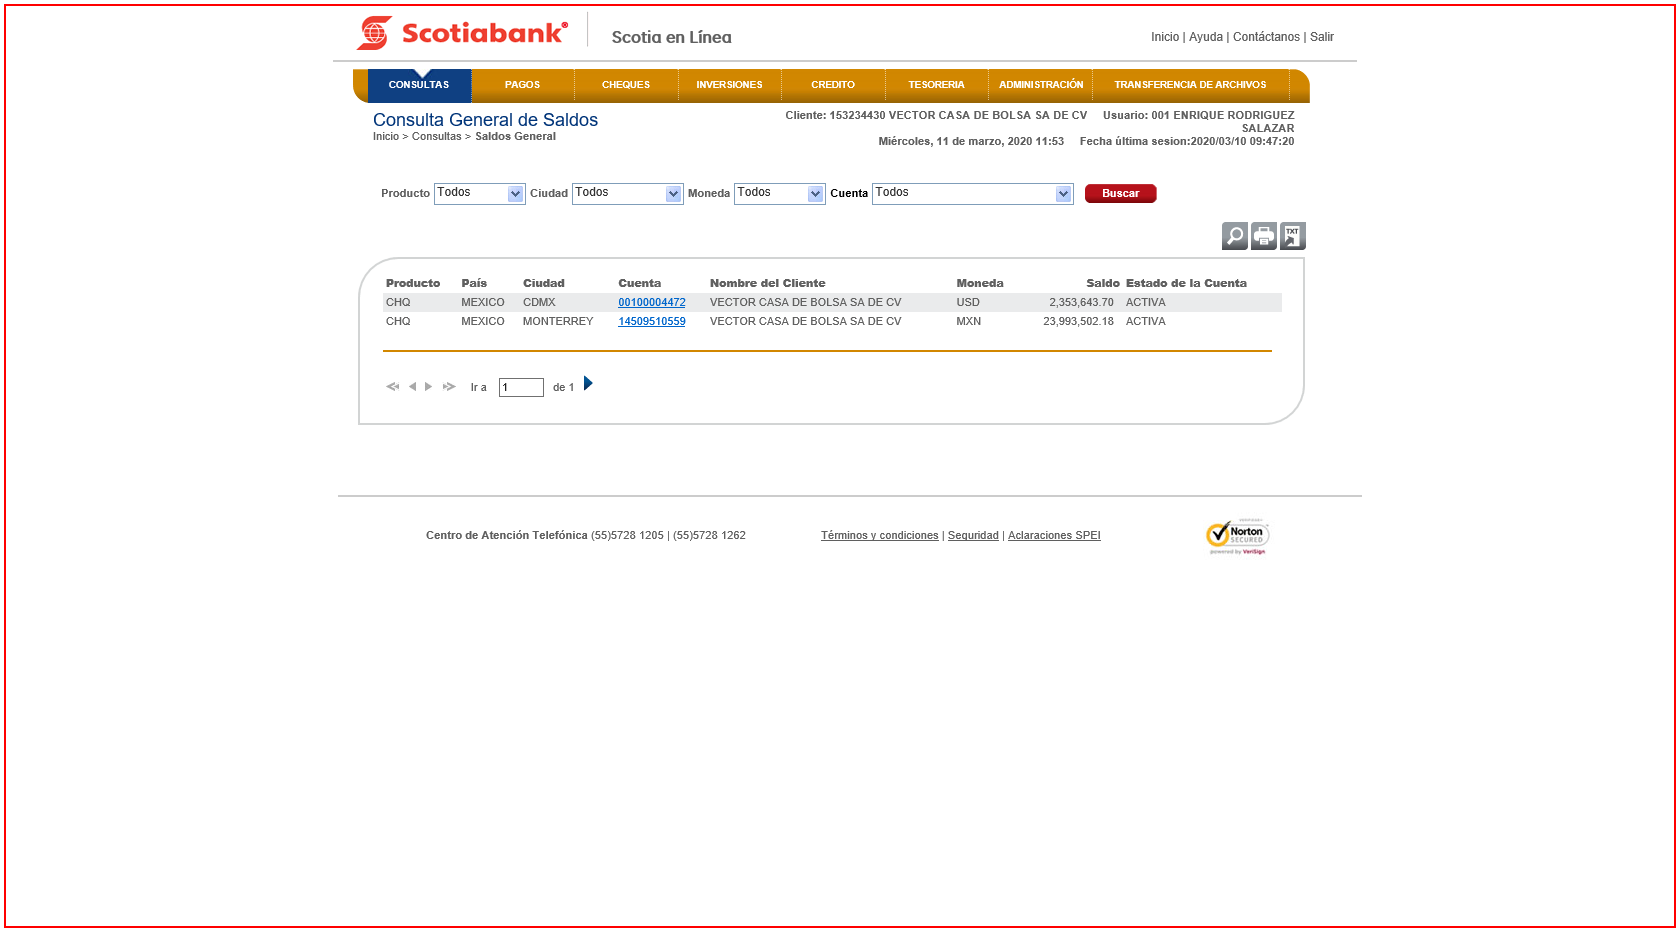 Scotiabank® Scotia en Línea Inicio | Ayuda | Contáctanos | Salir
CONSULTAS PAGOS CHEQUES INVERSIONES CREDITO TESORERIA ADMINISTRACIÓN TRANSFERENCIA DE ARCHIVOS
Consulta General de Saldos
Inicio > Consultas > Saldos General
Cliente: 153234430 VECTOR CASA DE BOLSA SA DE CV Usuario: 001 ENRIQUE RODRIGUEZ
SALAZAR
Miércoles, 11 de marzo, 2020 11:53 Fecha última sesion:2020/03/10 09:47:20
Producto Todos Ciudad Todos Moneda Todos Cuenta Todos Buscar
TXT
Producto País Ciudad Cuenta Nombre del Cliente Moneda Saldo Estado de la Cuenta
CHQ MEXICO CDMX 00100004472 VECTOR CASA DE BOLSA SA DE CV USD 2,353,643.70 ACTIVA
CHQ MEXICO MONTERREY 14509510559 VECTOR CASA DE BOLSA SA DE CV MXN 23,993,502.18 ACTIVA
Ir a 1 de 1
Centro de Atención Telefónica (55)5728 1205 | (55)5728 1262 Términos y condiciones | Seguridad | Aclaraciones SPEI
Norton
SECURED
powered by VeriSign